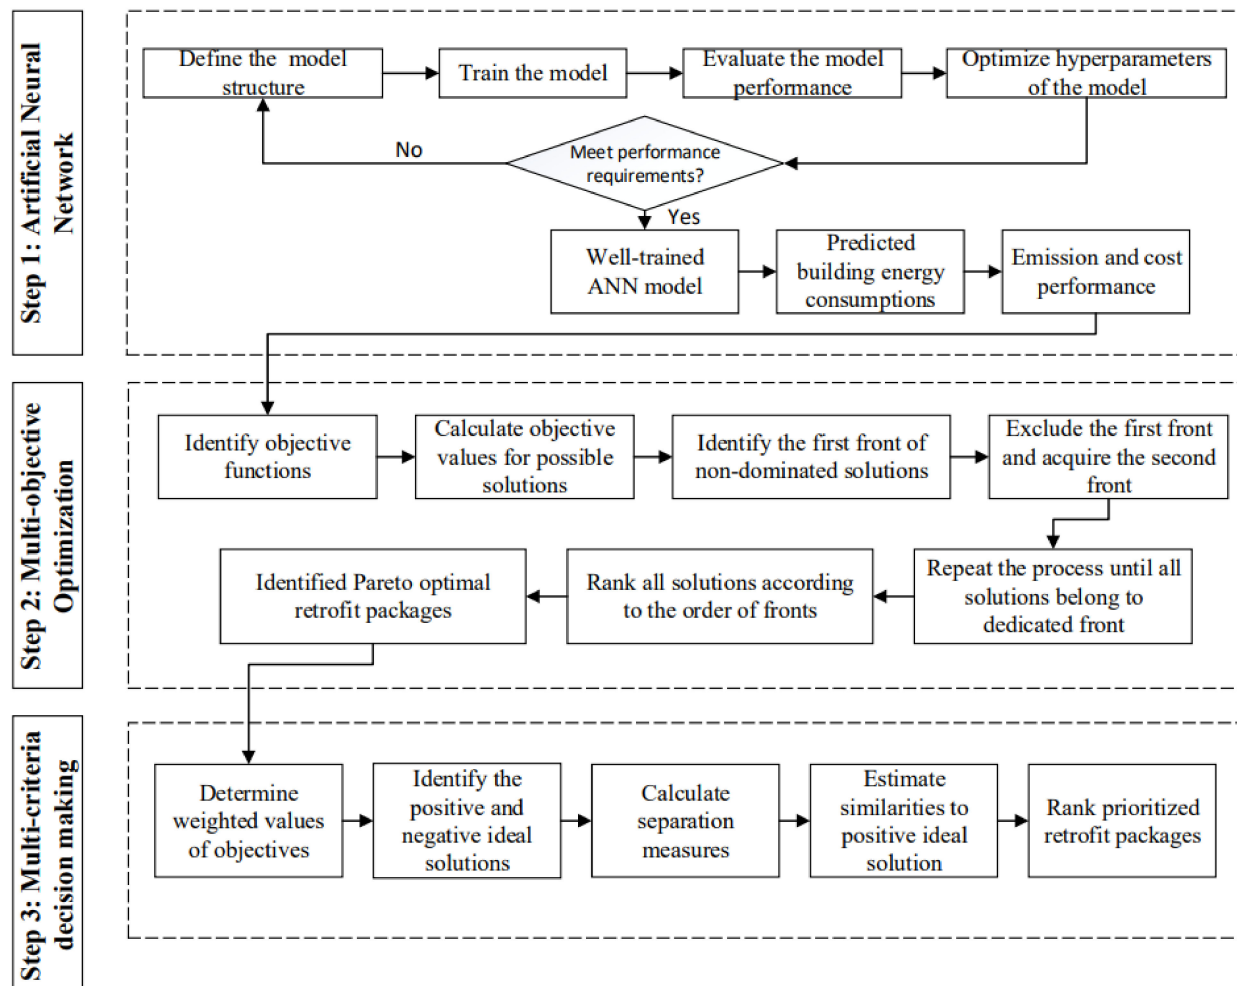 Step 1: Artificial Neural
Network
Define the model
structure
Train the model
Evaluate the model
performance
Optimize hyperparameters
of the model
No
Meet performance
requirements?
Yes
Well-trained
ANN model
Predicted
building energy
consumptions
Emission and cost
performance
Step 2: Multi-objective
Optimization
Identify objective
functions
Calculate objective
values for possible
solutions
Identify the first front of
non-dominated solutions
Exclude the first front
and acquire the second
front
Identified Pareto optimal
retrofit packages
Rank all solutions according
to the order of fronts
Repeat the process until all
solutions belong to
dedicated front
Step 3: Multi-criteria
decision making
Determine
weighted values
of objectives
Identify the
positive and
negative ideal
solutions
Calculate
separation
measures
Estimate
similarities to
positive ideal
solution
Rank prioritized
retrofit packages